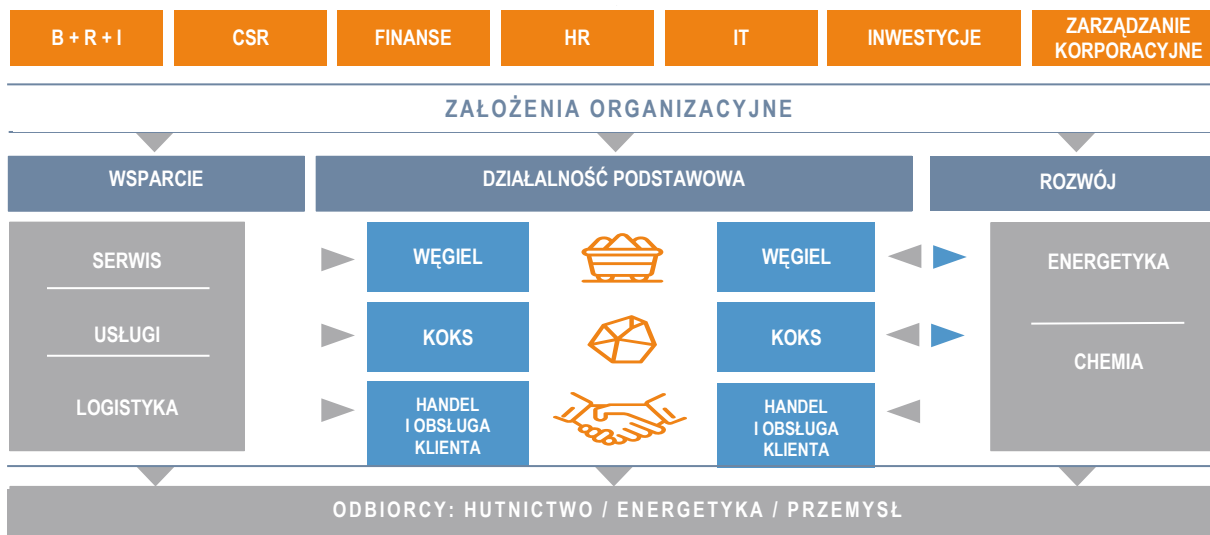 B + R + I
CSR
FINANSE
HR
IT
INWESTYCJE
ZARZĄDZANIE
KORPORACYJNE
ZAŁOŻENIA ORGANIZACYJNE
WSPARCIE
DZIAŁALNOŚĆ PODSTAWOWA
ROZWÓJ
SERWIS
USŁUGI
LOGISTYKA
WĘGIEL
KOKS
HANDEL
I OBSŁUGA
KLIENTA
WĘGIEL
KOKS
HANDEL
I OBSŁUGA
KLIENTA
ENERGETYKA
CHEMIA
ODBIORCY: HUTNICTWO / ENERGETYKA / PRZEMYSŁ